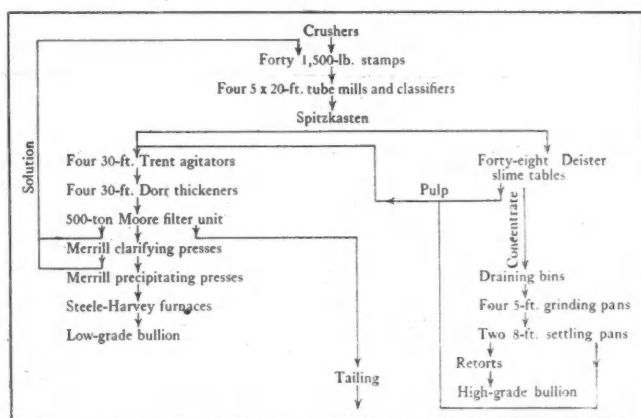 Crushers
Forty 1,500-lb. stamps
Four 5 x 20-ft. tube mills and classifiers
Spitzkasten
Solution
Four 30-ft. Trent agitators
Four 30-ft. Dorr thickeners
500-ton Moore filter unit
Merrill clarifying presses
Merrill precipitating presses
Steele-Harvey furnaces
Low-grade bullion
Tailing
Pulp
Forty-eight Deister
slime tables
Concentrate
Draining bins
Four 5-ft. grinding pans
Two 8-ft. settling pans
Retorts
High-grade bullion